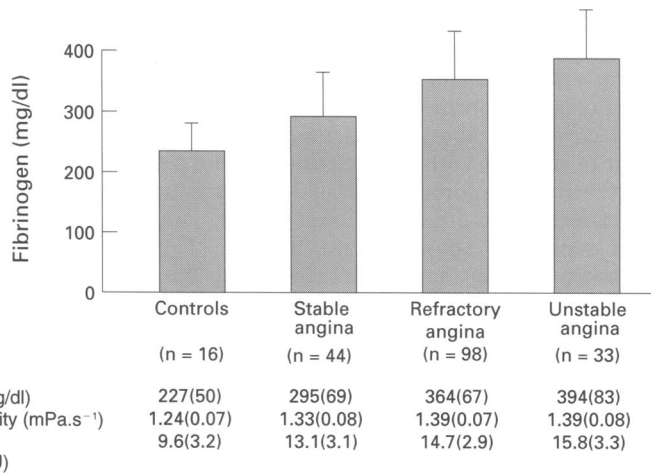 Fibrinogen (mg/dl)
400
300
200
100
0
Controls Stable angina Refractory angina Unstable angina
(n = 16) (n = 44) (n = 98) (n = 33)
g/dl) 227(50) 295(69) 364(67) 394(83)
ity (mPa.s⁻¹) 1.24(0.07) 1.33(0.08) 1.39(0.07) 1.39(0.08)
9.6(3.2) 13.1(3.1) 14.7(2.9) 15.8(3.3)